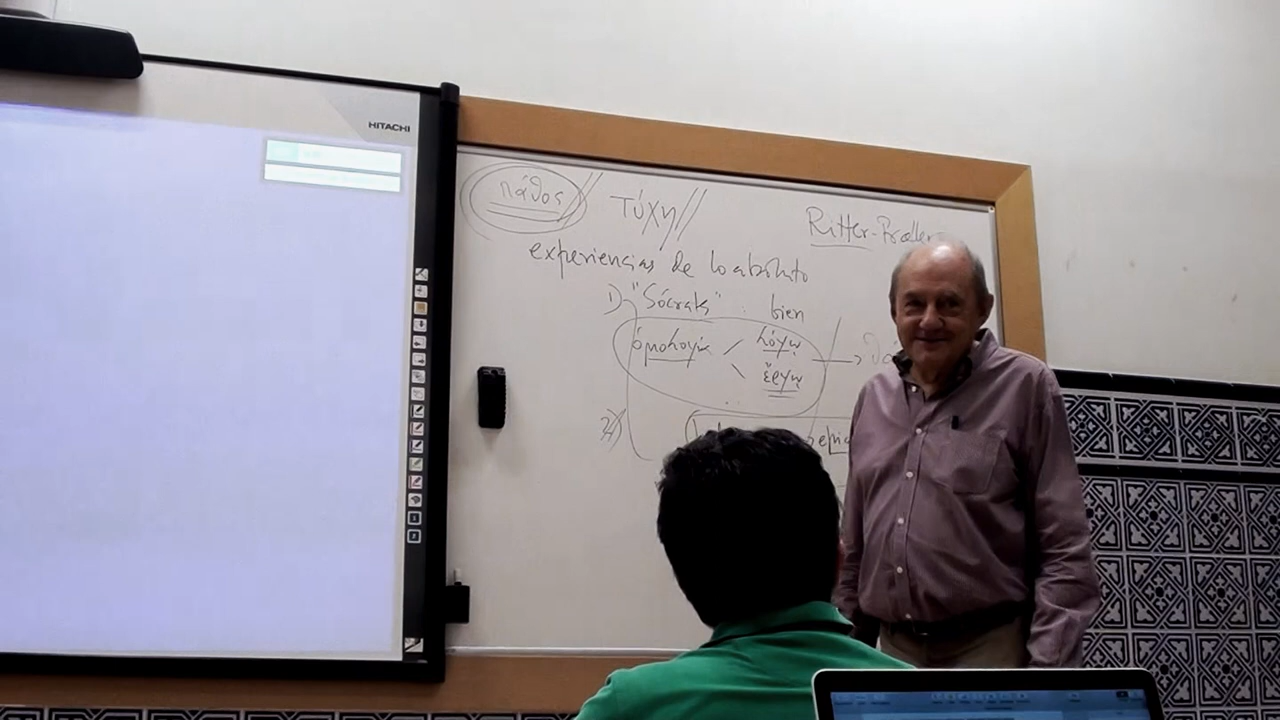 HITACHI
πάθος τύχη Ritter-
experiencias de lo absoluto
1) "Sócrates" : bien
ὁμολογία λόγῳ
ἔργῳ
2)